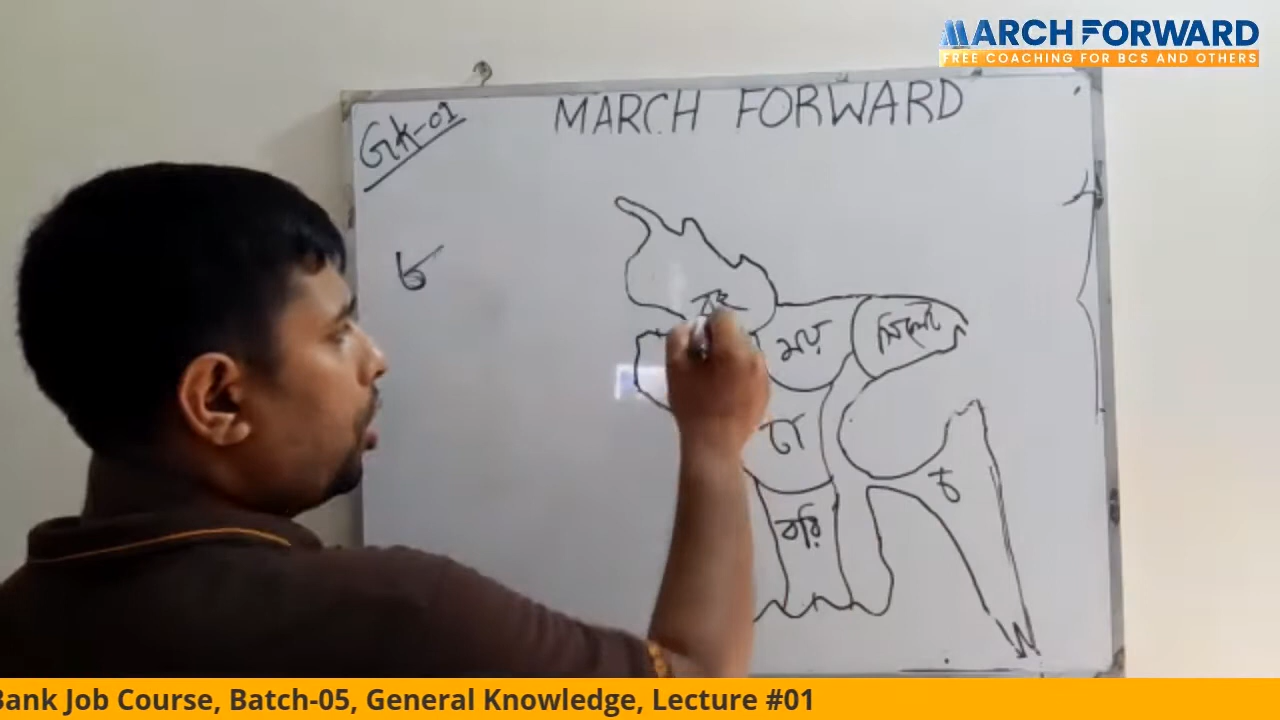 MARCH FORWARD
FREE COACHING FOR BCS AND OTHERS
MARCH FORWARD
GK-01
৮
রং
ময়
সিলেট
ঢা
চ
বরি
Bank Job Course, Batch-05, General Knowledge, Lecture #01